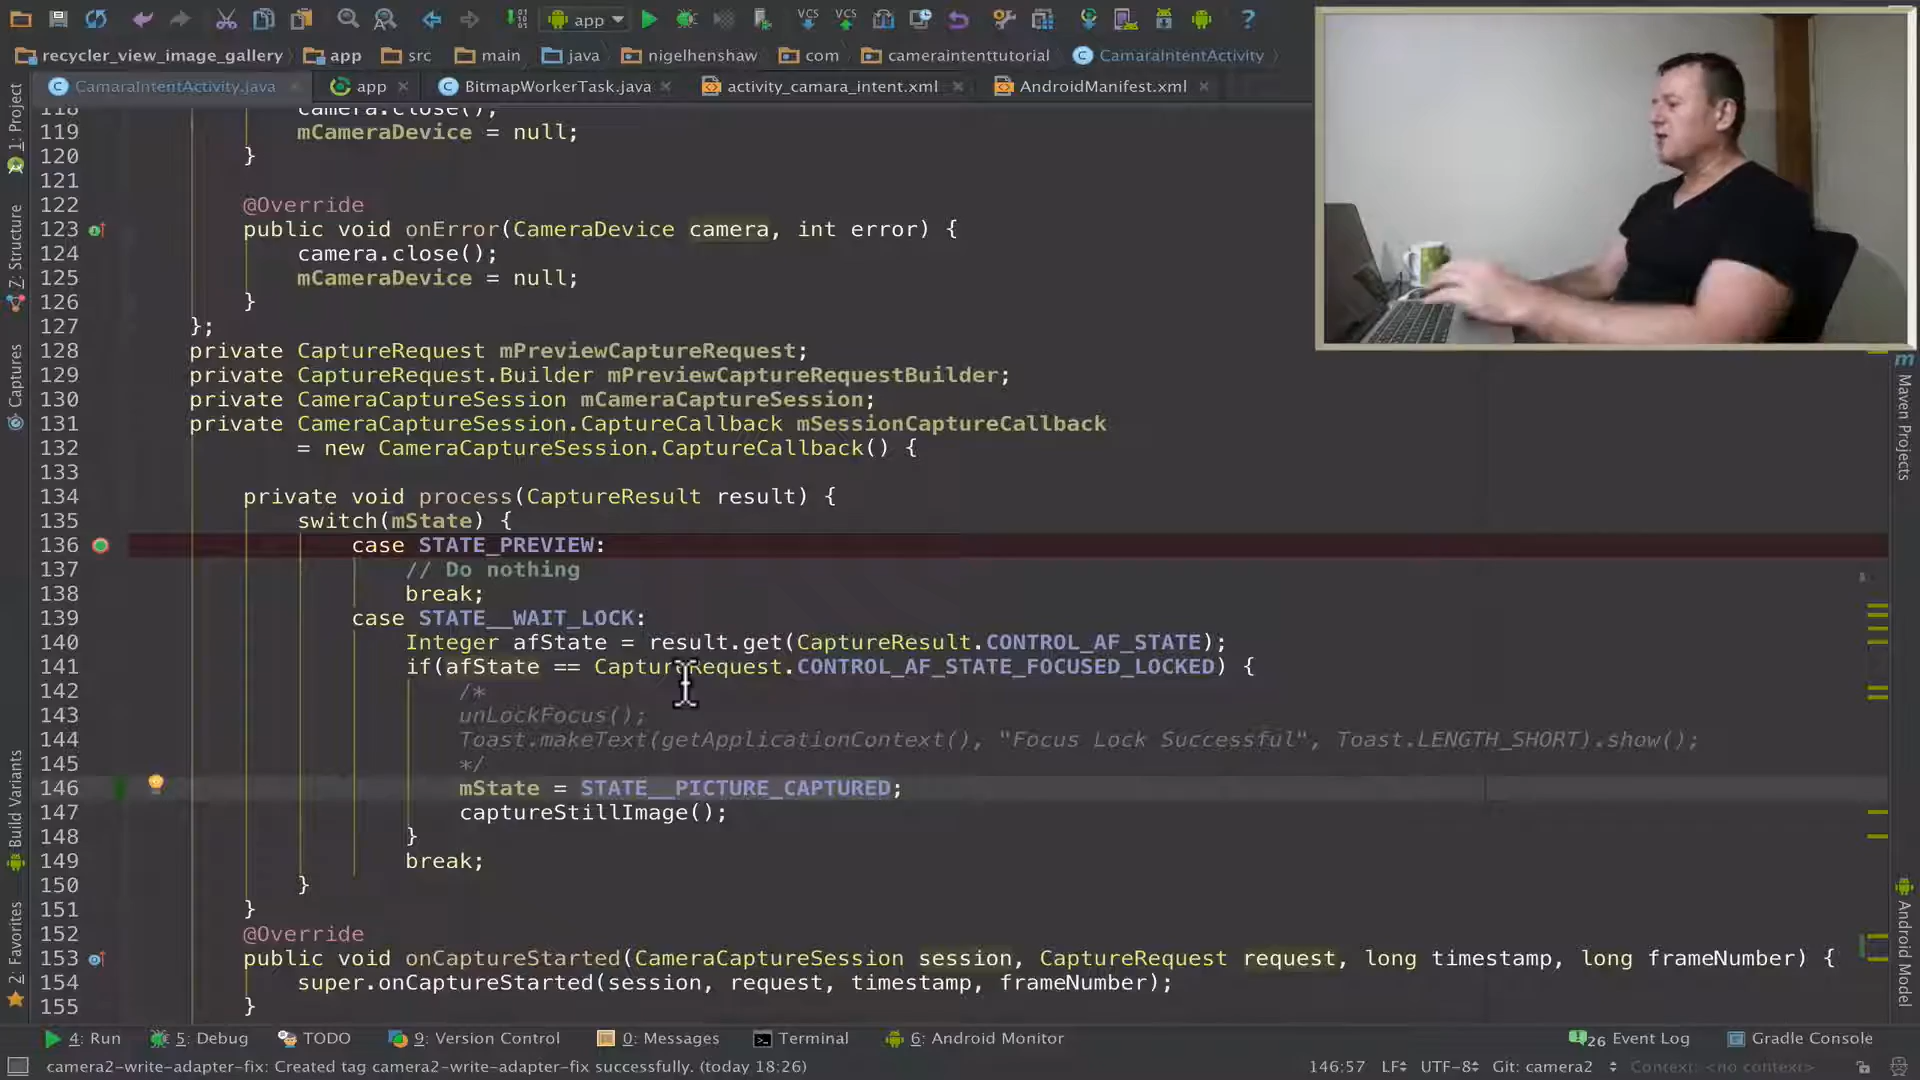 app
recycler_view_image_gallery app src main java nigelhenshaw com cameraintenttutorial CamaraIntentActivity
CamaraIntentActivity.java app BitmapWorkerTask.java activity_camara_intent.xml AndroidManifest.xml
118 camera.close();
119 mCameraDevice = null;
120 }
121
122 @Override
123 public void onError(CameraDevice camera, int error) {
124 camera.close();
125 mCameraDevice = null;
126 }
127 };
128 private CaptureRequest mPreviewCaptureRequest;
129 private CaptureRequest.Builder mPreviewCaptureRequestBuilder;
130 private CameraCaptureSession mCameraCaptureSession;
131 private CameraCaptureSession.CaptureCallback mSessionCaptureCallback
132 = new CameraCaptureSession.CaptureCallback() {
133
134 private void process(CaptureResult result) {
135 switch(mState) {
136 case STATE_PREVIEW:
137 // Do nothing
138 break;
139 case STATE__WAIT_LOCK:
140 Integer afState = result.get(CaptureResult.CONTROL_AF_STATE);
141 if(afState == CaptureRequest.CONTROL_AF_STATE_FOCUSED_LOCKED) {
142 /*
143 unLockFocus();
144 Toast.makeText(getApplicationContext(), "Focus Lock Successful", Toast.LENGTH_SHORT).show();
145 */
146 mState = STATE__PICTURE_CAPTURED;
147 captureStillImage();
148 }
149 break;
150 }
151 }
152 @Override
153 public void onCaptureStarted(CameraCaptureSession session, CaptureRequest request, long timestamp, long frameNumber) {
154 super.onCaptureStarted(session, request, timestamp, frameNumber);
155 }
1: Project
7: Structure
Captures
Build Variants
2: Favorites
Maven Projects
Android Model
4: Run 5: Debug TODO 9: Version Control 0: Messages Terminal 6: Android Monitor 26 Event Log Gradle Console
camera2-write-adapter-fix: Created tag camera2-write-adapter-fix successfully. (today 18:26) 146:57 LF UTF-8 Git: camera2 Context: <no context>